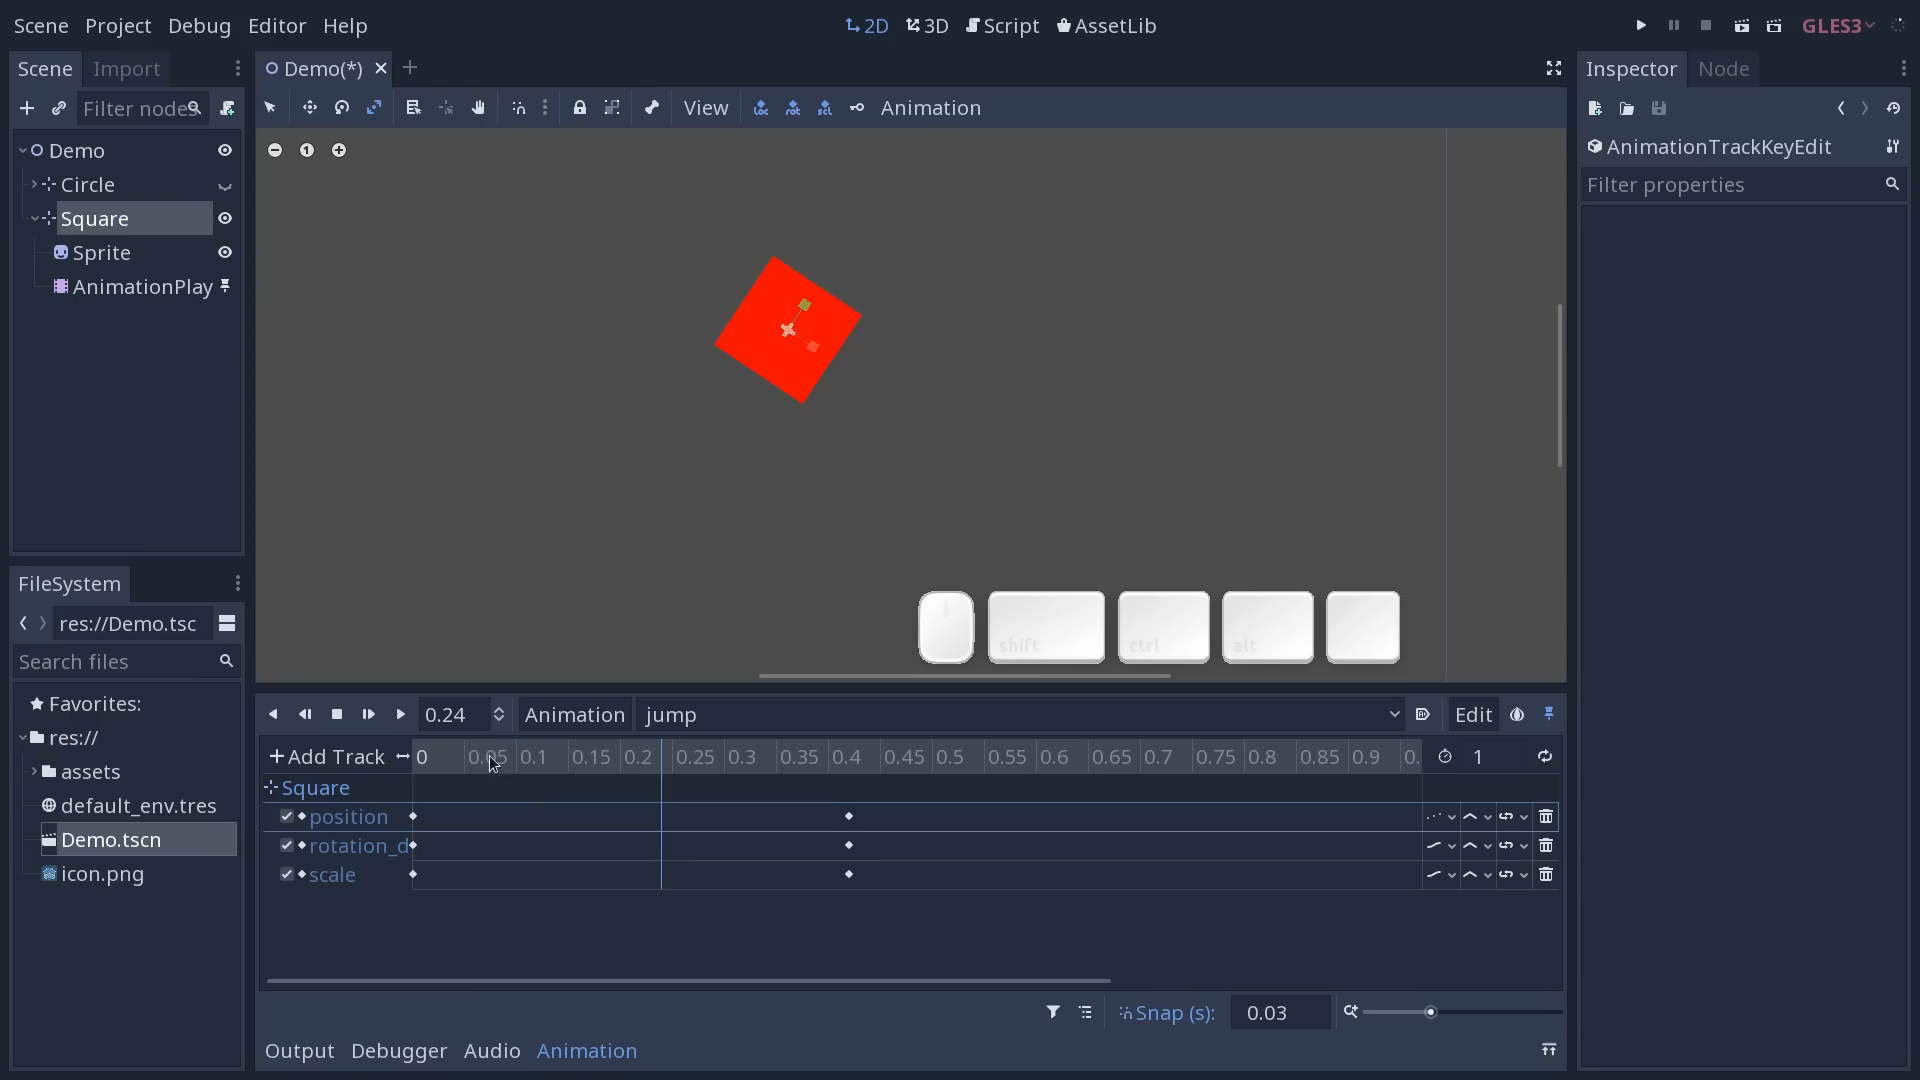 Scene Project Debug Editor Help
2D 3D Script AssetLib
GLES3
Scene Import
Demo(*)
Inspector Node
Filter nodes
View Animation
AnimationTrackKeyEdit
Filter properties
Demo
Circle
Square
Sprite
AnimationPlay
1
shift ctrl alt
FileSystem
res://Demo.tsc
Search files
Favorites:
res://
assets
default_env.tres
Demo.tscn
icon.png
0.24 Animation jump Edit
Add Track 0 0.05 0.1 0.15 0.2 0.25 0.3 0.35 0.4 0.45 0.5 0.55 0.6 0.65 0.7 0.75 0.8 0.85 0.9 0. 1
Square
position
rotation_d
scale
Snap (s): 0.03
Output Debugger Audio Animation